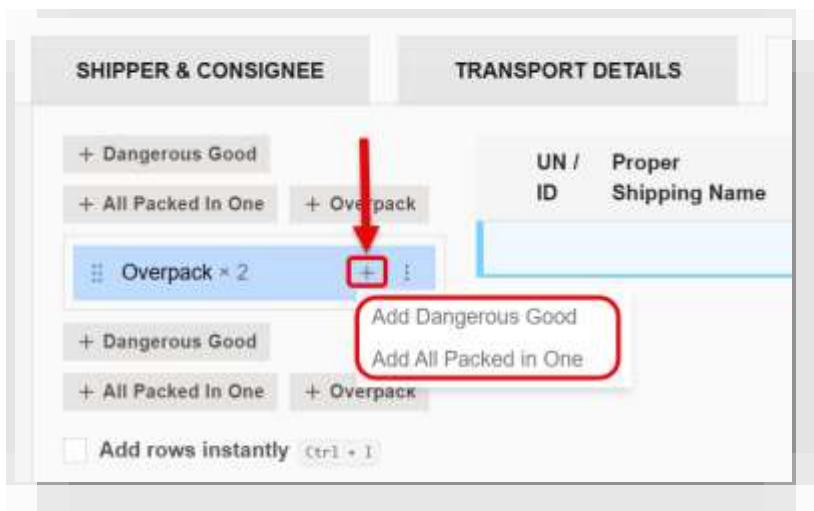 SHIPPER & CONSIGNEE
TRANSPORT DETAILS
+ Dangerous Good
+ All Packed In One
+ Overpack
UN / ID
Proper Shipping Name
Overpack × 2
+
Add Dangerous Good
Add All Packed in One
+ Dangerous Good
+ All Packed In One
+ Overpack
Add rows instantly Ctrl + I